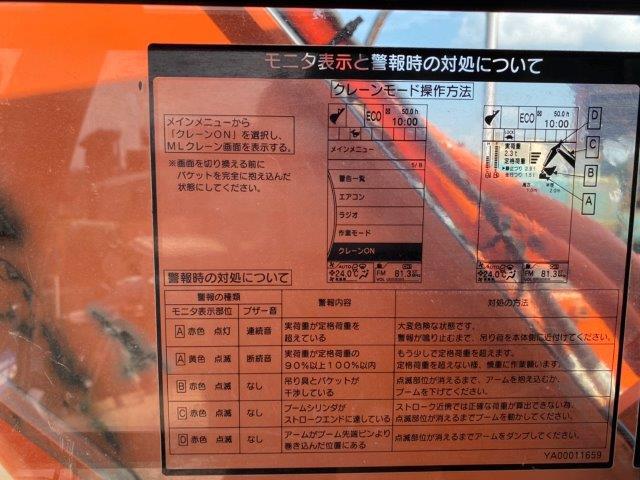 モニタ表示と警報時の対処について
クレーンモード操作方法
メインメニューから
「クレーンON」を選択し、
MLクレーン画面を表示する。
※画面を切り換える前に
バケットを完全に抱え込んだ
状態にしてください。
ECO 50.0 h
10:00
メインメニュー
5/8
警告一覧
エアコン
ラジオ
作業モード
クレーンON
AUTO
24.0℃ FM 81.3
ECO 50.0 h
10:00
LOCK
実荷重
2.3 t
定格荷重
AUTO
24.0℃ FM 81.3
D
C
B
A
警報時の対処について
警報の種類 警報内容 対処の方法
モニタ表示部位 ブザー音
A 赤色 点灯 連続音 実荷重が定格荷重を
超えている 大変危険な状態です。
警報が鳴り止むまで、吊り荷を本体側に近付けてください。
A 黄色 点滅 断続音 実荷重が定格荷重の
90%以上100%以内 もう少しで定格荷重を超えます。
定格荷重を超えない様、慎重に作業願います。
B 赤色 点滅 なし 吊り具とバケットが
干渉している 点滅部位が消えるまで、アームを抱え込むか、
ブームを下げてください。
C 赤色 点滅 なし ブームシリンダが
ストロークエンドに達している ストローク近傍では正確な荷重が算出できない為、
点滅部位が消えるまでブームを動かしてください。
D 赤色 点滅 なし アームがブーム先端ピンより
巻き込んだ位置にある 点滅部位が消えるまでアームをダンプしてください。
YA00011659